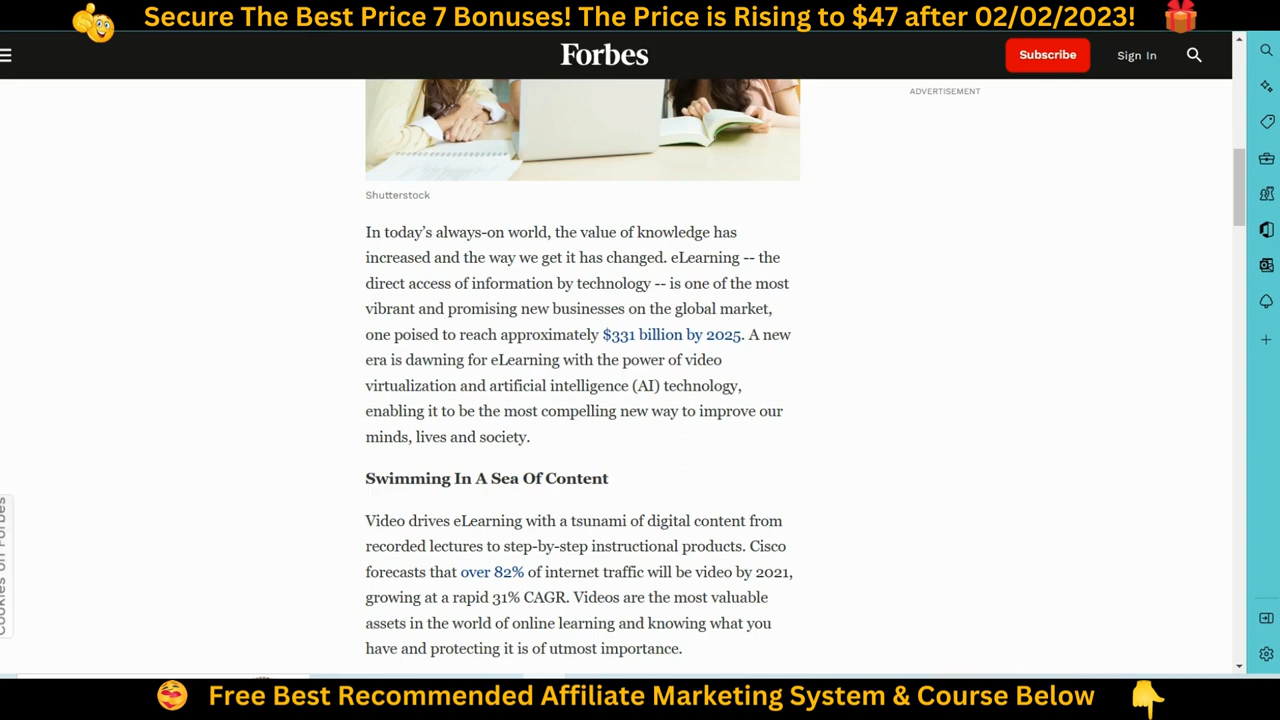 Secure The Best Price 7 Bonuses! The Price is Rising to $47 after 02/02/2023!
Forbes
Subscribe
Sign In
ADVERTISEMENT
Shutterstock
In today’s always-on world, the value of knowledge has
increased and the way we get it has changed. eLearning -- the
direct access of information by technology -- is one of the most
vibrant and promising new businesses on the global market,
one poised to reach approximately $331 billion by 2025. A new
era is dawning for eLearning with the power of video
virtualization and artificial intelligence (AI) technology,
enabling it to be the most compelling new way to improve our
minds, lives and society.
Swimming In A Sea Of Content
Video drives eLearning with a tsunami of digital content from
recorded lectures to step-by-step instructional products. Cisco
forecasts that over 82% of internet traffic will be video by 2021,
growing at a rapid 31% CAGR. Videos are the most valuable
assets in the world of online learning and knowing what you
have and protecting it is of utmost importance.
Cookies on Forbes
Free Best Recommended Affiliate Marketing System & Course Below